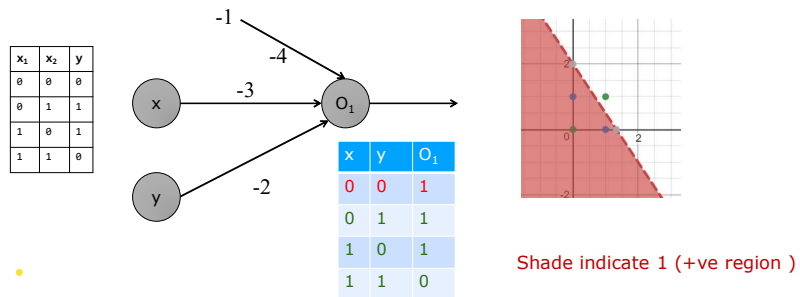 x₁ x₂ y
0 0 0
0 1 1
1 0 1
1 1 0
-1
-4
-3
-2
x
y
O₁
x y O₁
0 0 1
0 1 1
1 0 1
1 1 0
2
0
2
-2
Shade indicate 1 (+ve region )